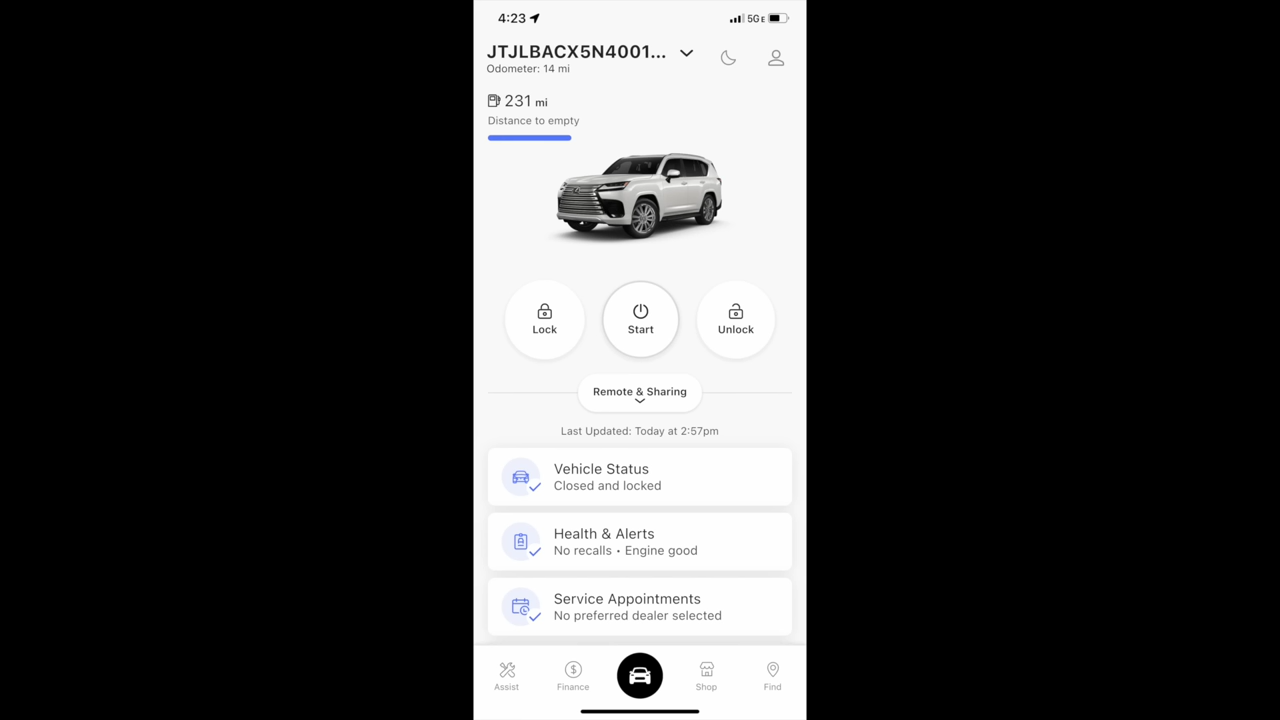 4:23
5GE
JTJLBACX5N4001...
Odometer: 14 mi
231 mi
Distance to empty
Lock
Start
Unlock
Remote & Sharing
Last Updated: Today at 2:57pm
Vehicle Status
Closed and locked
Health & Alerts
No recalls • Engine good
Service Appointments
No preferred dealer selected
Assist
Finance
Shop
Find